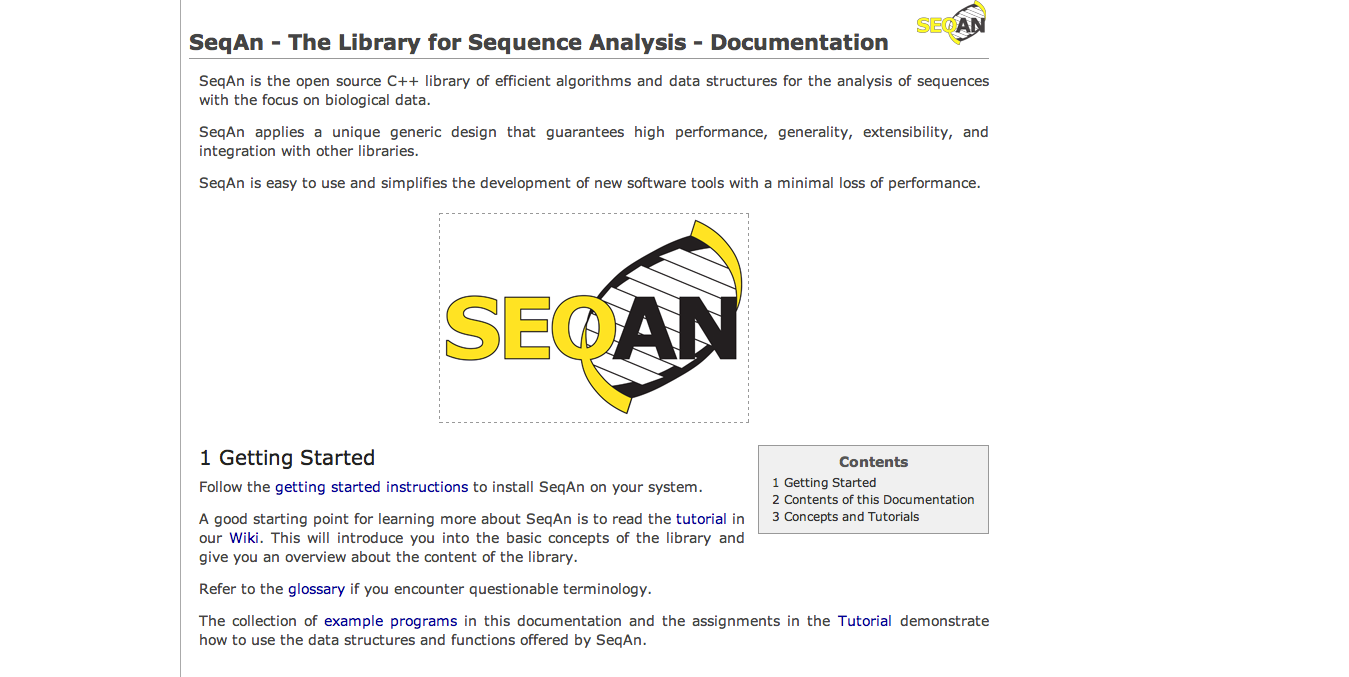 SEQAN
SeqAn - The Library for Sequence Analysis - Documentation
SeqAn is the open source C++ library of efficient algorithms and data structures for the analysis of sequences
with the focus on biological data.
SeqAn applies a unique generic design that guarantees high performance, generality, extensibility, and
integration with other libraries.
SeqAn is easy to use and simplifies the development of new software tools with a minimal loss of performance.
SEQAN
1 Getting Started
Follow the getting started instructions to install SeqAn on your system.
A good starting point for learning more about SeqAn is to read the tutorial in
our Wiki. This will introduce you into the basic concepts of the library and
give you an overview about the content of the library.
Contents
1 Getting Started
2 Contents of this Documentation
3 Concepts and Tutorials
Refer to the glossary if you encounter questionable terminology.
The collection of example programs in this documentation and the assignments in the Tutorial demonstrate
how to use the data structures and functions offered by SeqAn.